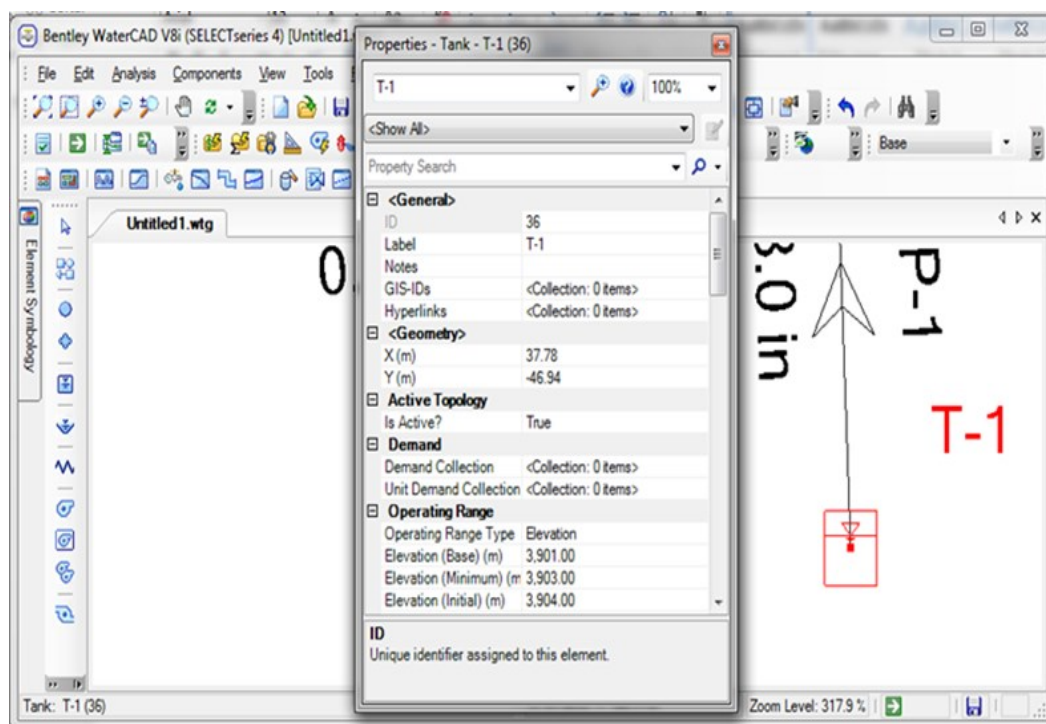 Bentley WaterCAD V8i (SELECTseries 4) [Untitled1.
Properties - Tank - T-1 (36)
File Edit Analysis Components View Tools
T-1
100%
<Show All>
Base
Property Search
Untitled1.wtg
Element Symbology
<General>
ID 36
Label T-1
Notes
GIS-IDs <Collection: 0 items>
Hyperlinks <Collection: 0 items>
<Geometry>
X (m) 37.78
Y (m) -46.94
Active Topology
Is Active? True
Demand
Demand Collection <Collection: 0 items>
Unit Demand Collection <Collection: 0 items>
Operating Range
Operating Range Type Elevation
Elevation (Base) (m) 3,901.00
Elevation (Minimum) (m 3,903.00
Elevation (Initial) (m) 3,904.00
ID
Unique identifier assigned to this element.
0.
3.0 in
P-1
T-1
Tank: T-1 (36)
Zoom Level: 317.9 %